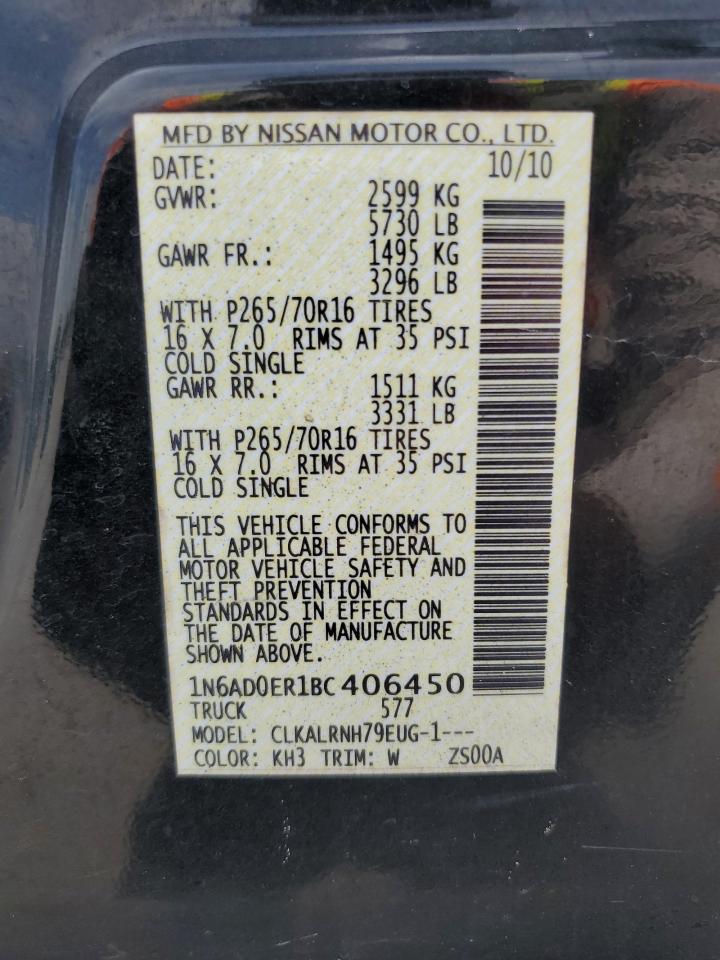 MFD BY NISSAN MOTOR CO., LTD.
DATE: 10/10
GVWR: 2599 KG
5730 LB
GAWR FR.: 1495 KG
3296 LB
WITH P265/70R16 TIRES
16 X 7.0 RIMS AT 35 PSI
COLD SINGLE
GAWR RR.: 1511 KG
3331 LB
WITH P265/70R16 TIRES
16 X 7.0 RIMS AT 35 PSI
COLD SINGLE
THIS VEHICLE CONFORMS TO
ALL APPLICABLE FEDERAL
MOTOR VEHICLE SAFETY AND
THEFT PREVENTION
STANDARDS IN EFFECT ON
THE DATE OF MANUFACTURE
SHOWN ABOVE.
1N6AD0ER1BC 406450
TRUCK 577
MODEL: CLKALRNH79EUG-1---
COLOR: KH3 TRIM: W ZS00A